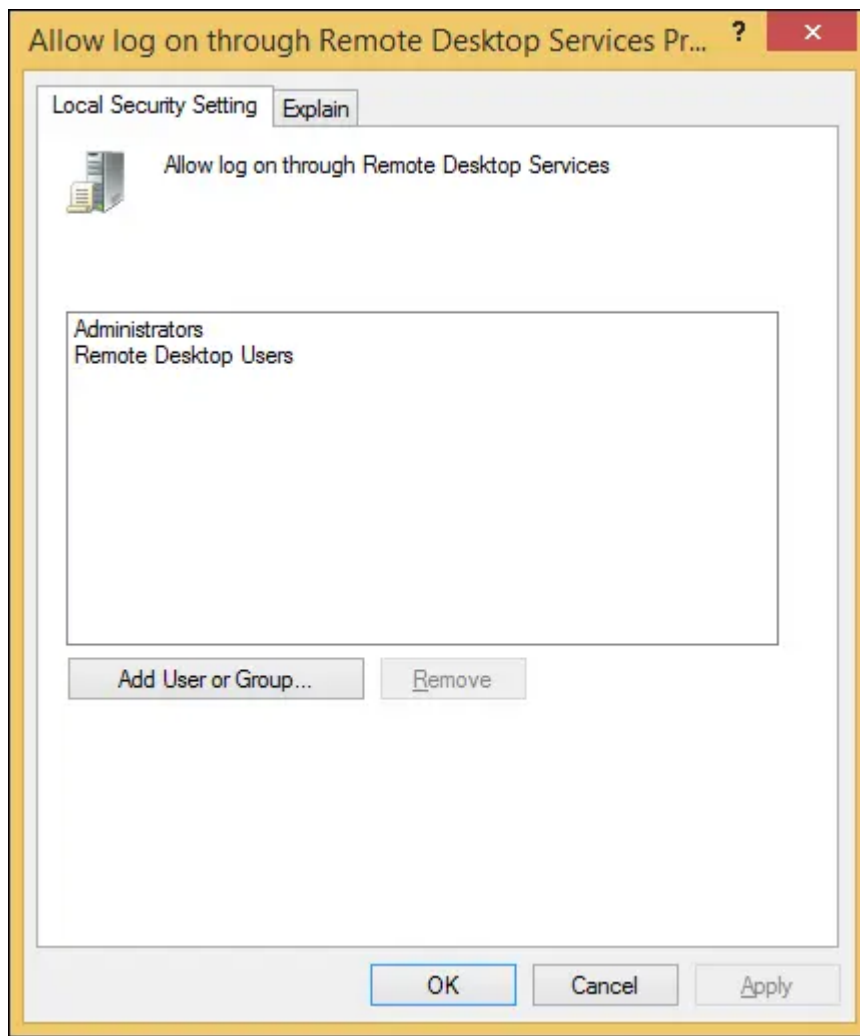 Allow log on through Remote Desktop Services Pr... ?
Local Security Setting Explain
Allow log on through Remote Desktop Services
Administrators
Remote Desktop Users
Add User or Group... Remove
OK Cancel Apply